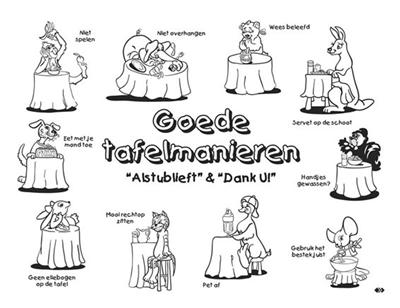 Niet
spelen
Niet overhangen
Wees beleefd
Servet op de schoot
Goede
tafelmanieren
"Alstublieft" & "Dank U!"
Eet met je
mond toe
Handjes
gewassen?
Mooi rechtop
zitten
Geen ellebogen
op de tafel
Pet af
Gebruik het
bestek juist